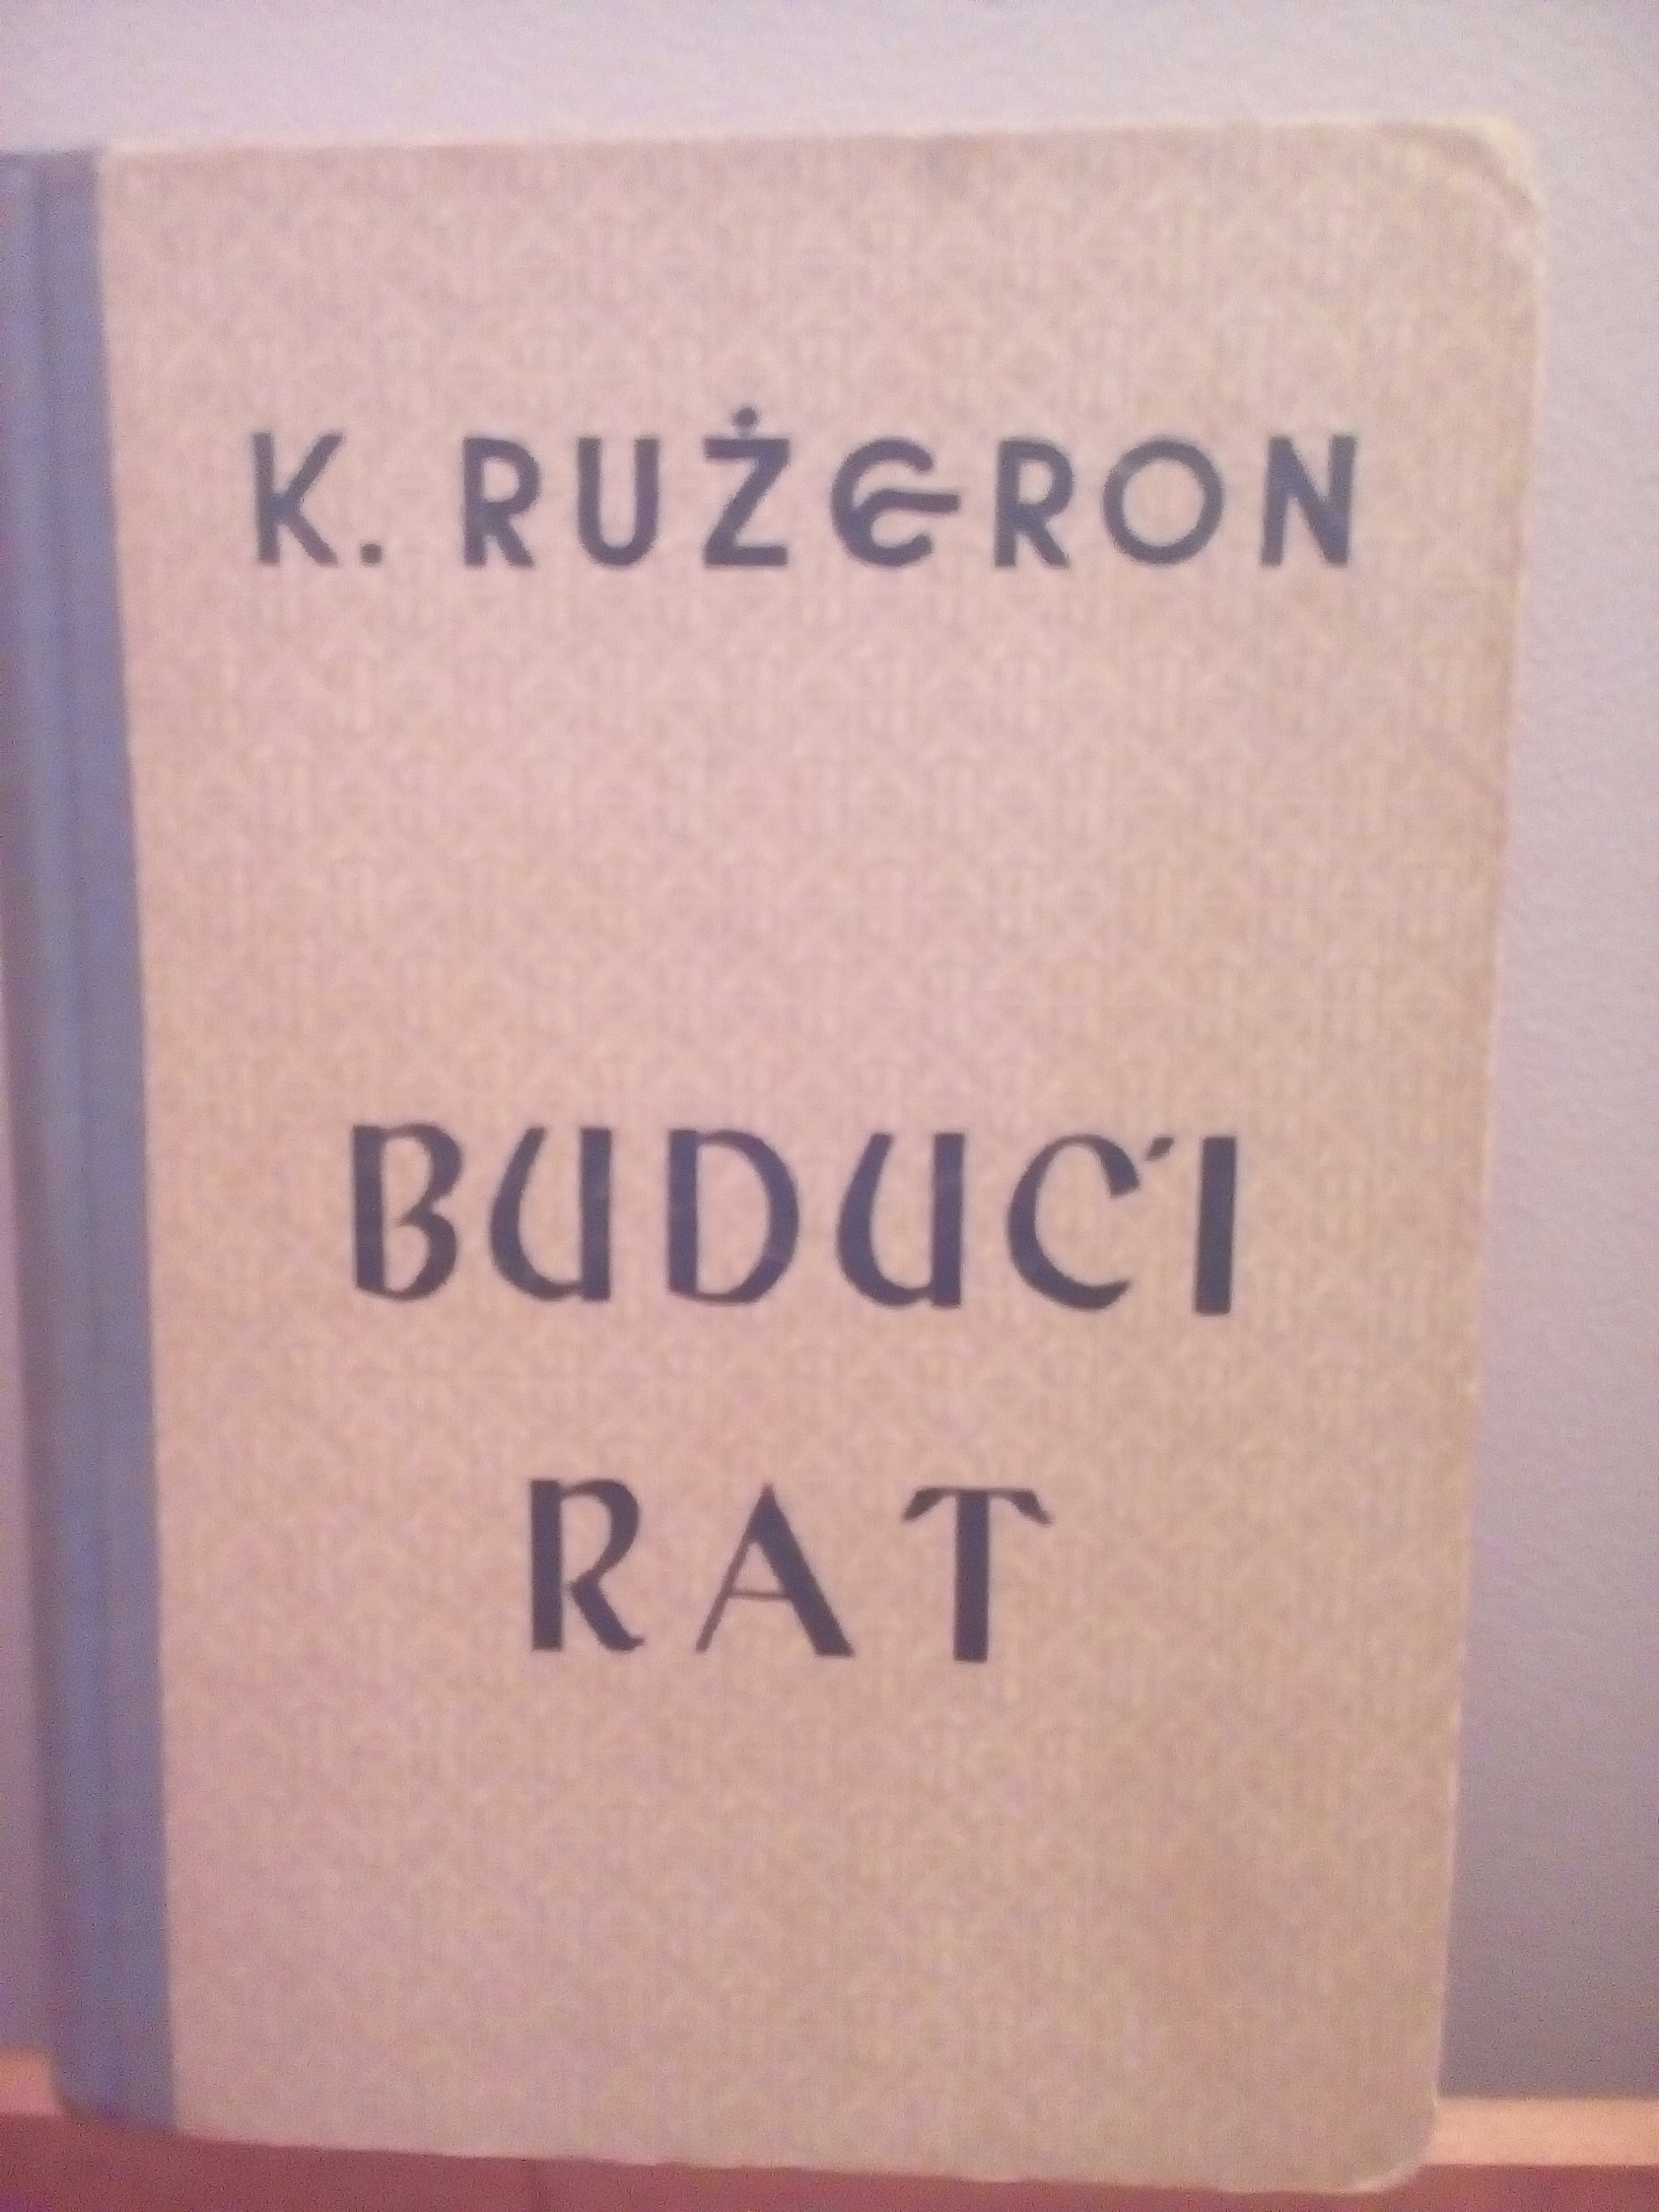 K. RUŻERON
BUDUĆI
RAT